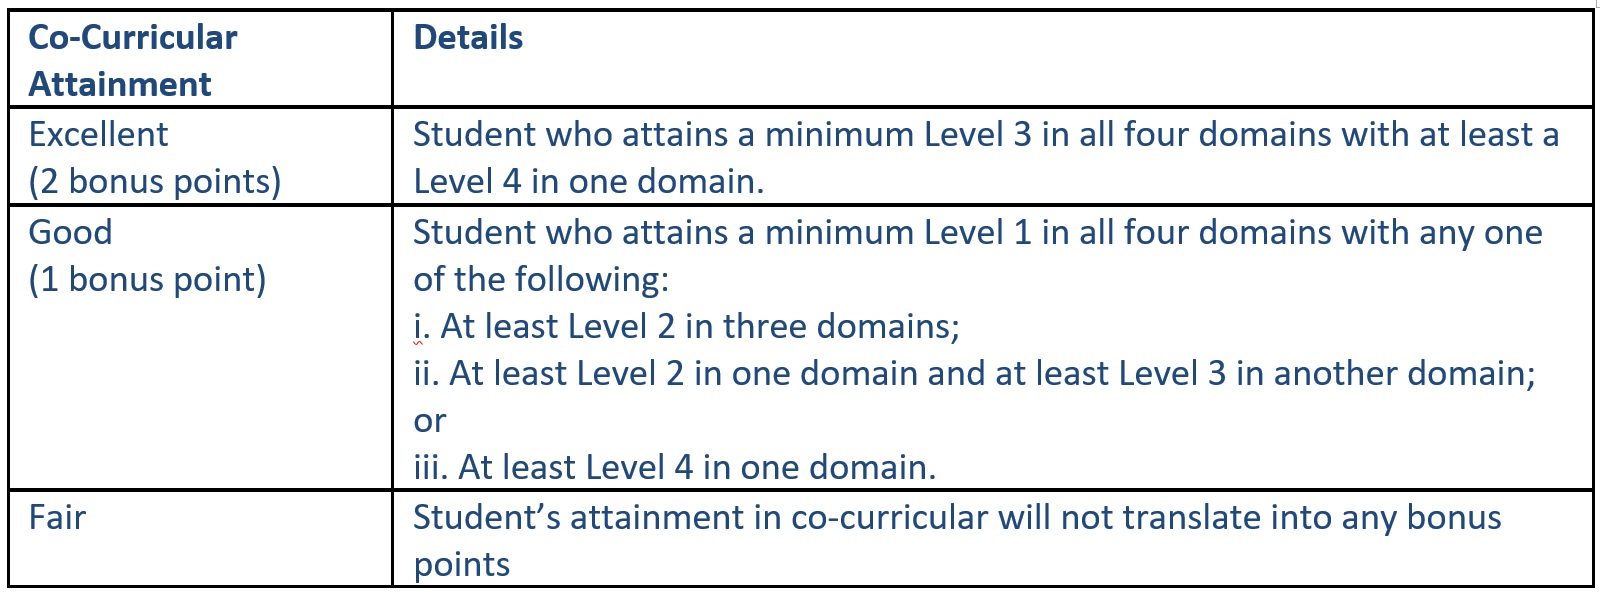 Co-Curricular
Attainment
Details
Excellent
(2 bonus points)
Student who attains a minimum Level 3 in all four domains with at least a
Level 4 in one domain.
Good
(1 bonus point)
Student who attains a minimum Level 1 in all four domains with any one
of the following:
i. At least Level 2 in three domains;
ii. At least Level 2 in one domain and at least Level 3 in another domain;
or
iii. At least Level 4 in one domain.
Fair
Student’s attainment in co-curricular will not translate into any bonus
points